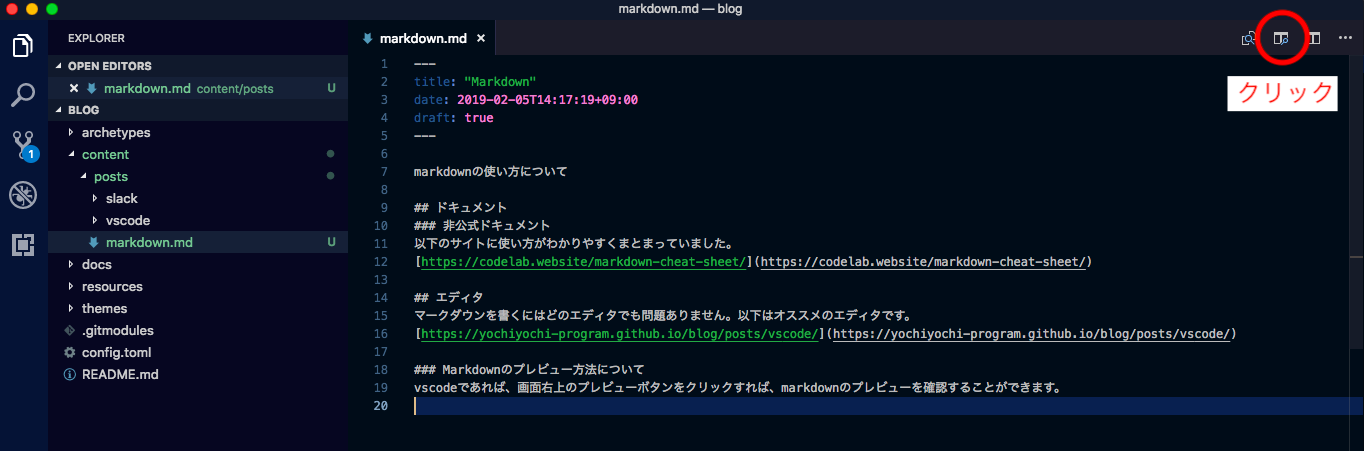 markdown.md — blog
EXPLORER
OPEN EDITORS
markdown.md content/posts U
BLOG
archetypes
content
posts
slack
vscode
markdown.md U
docs
resources
themes
.gitmodules
config.toml
README.md
1
markdown.md
クリック
1 ---
2 title: "Markdown"
3 date: 2019-02-05T14:17:19+09:00
4 draft: true
5 ---
6
7 markdownの使い方について
8
9 ## ドキュメント
10 ### 非公式ドキュメント
11 以下のサイトに使い方がわかりやすくまとまっていました。
12 [https://codelab.website/markdown-cheat-sheet/](https://codelab.website/markdown-cheat-sheet/)
13
14 ## エディタ
15 マークダウンを書くにはどのエディタでも問題ありません。以下はオススメのエディタです。
16 [https://yochiyochi-program.github.io/blog/posts/vscode/](https://yochiyochi-program.github.io/blog/posts/vscode/)
17
18 ### Markdownのプレビュー方法について
19 vscodeであれば、画面右上のプレビューボタンをクリックすれば、markdownのプレビューを確認することができます。
20